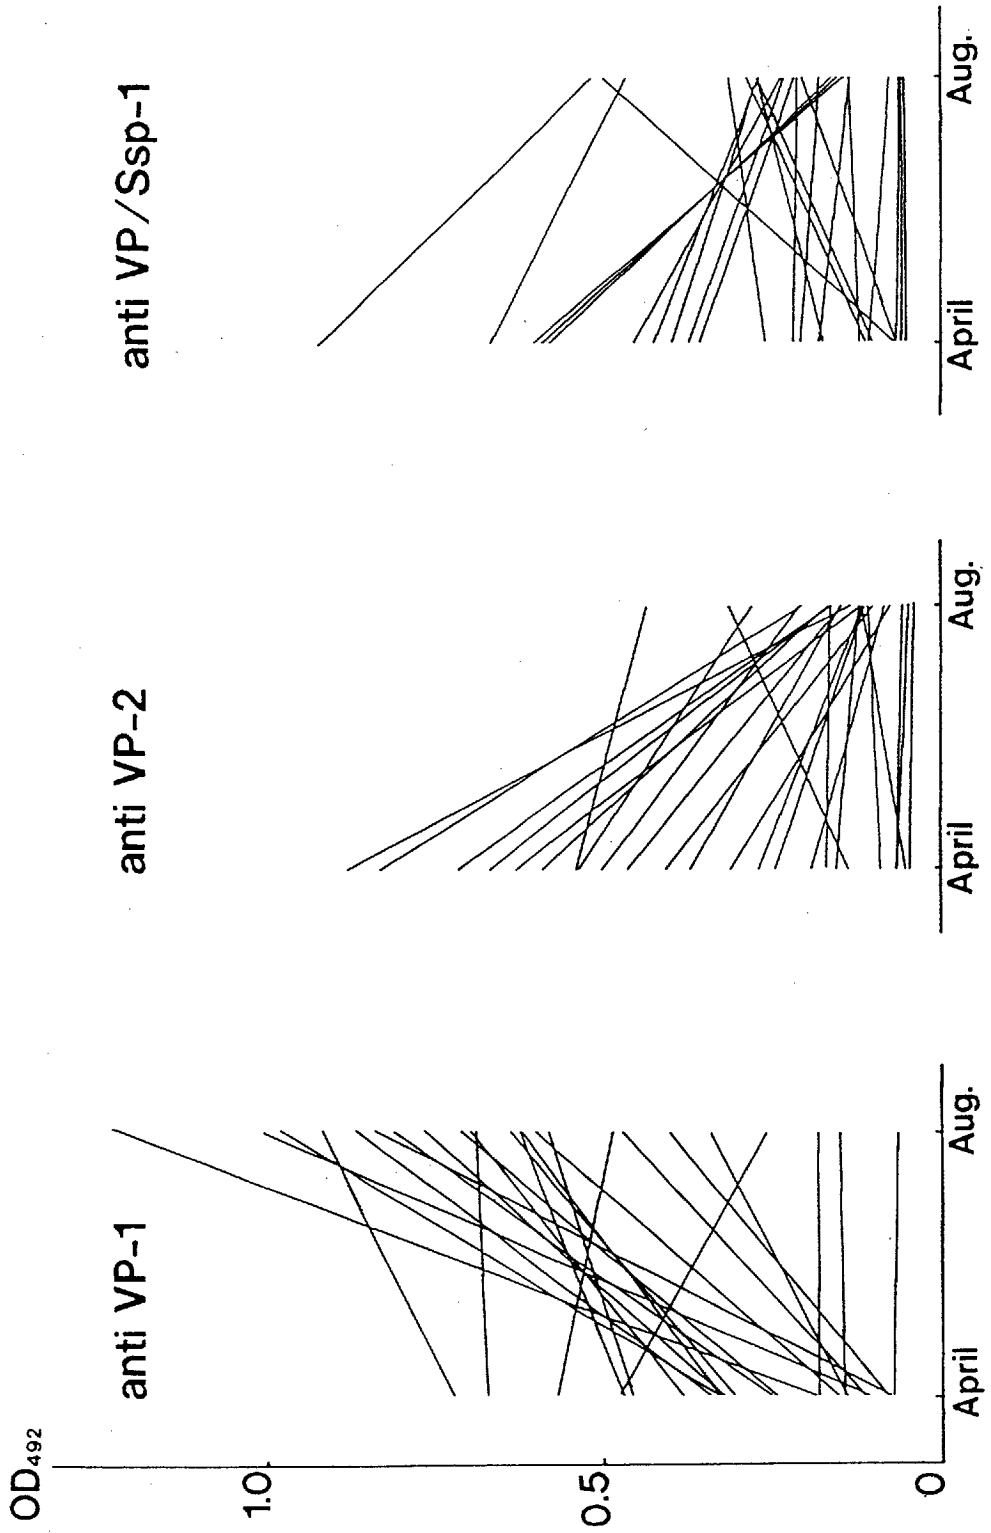 OD₄₉₂
1.0
0.5
0
anti VP-1
April
Aug.
anti VP-2
April
Aug.
anti VP/Ssp-1
April
Aug.